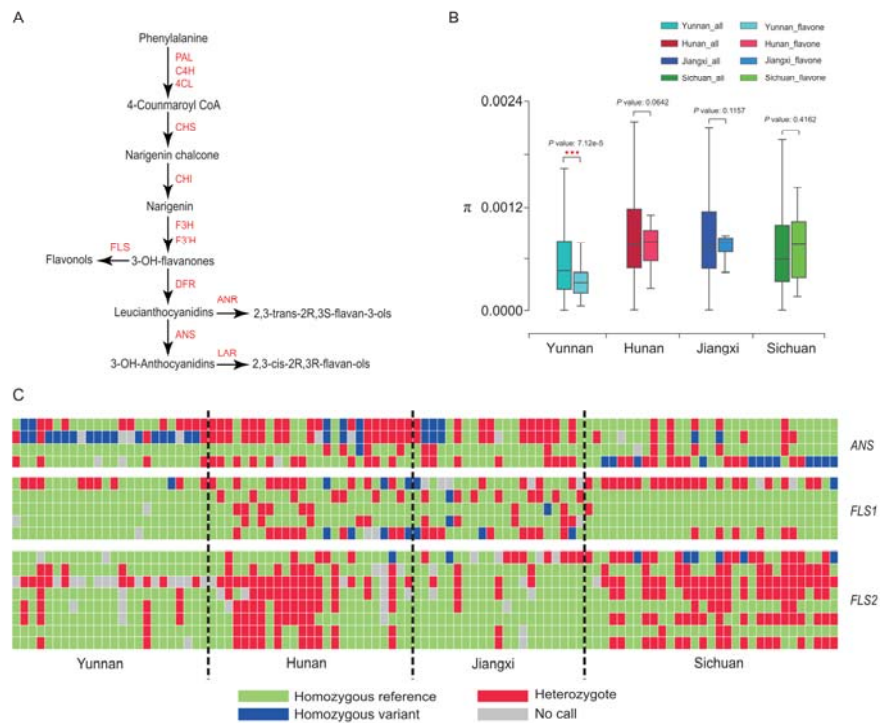 A
Phenylalanine
PAL
C4H
4CL
4-Counmaroyl CoA
CHS
Narigenin chalcone
CHI
Narigenin
F3H
F3'H
FLS
Flavonols
3-OH-flavanones
DFR
ANR
Leucianthocyanidins
2,3-trans-2R,3S-flavan-3-ols
ANS
LAR
3-OH-Anthocyanidins
2,3-cis-2R,3R-flavan-ols
B
Yunnan_all
Yunnan_flavone
Hunan_all
Hunan_flavone
Jiangxi_all
Jiangxi_flavone
Sichuan_all
Sichuan_flavone
0.0024
0.0012
0.0000
π
P value: 7.12e-5
***
P value: 0.0642
P value: 0.1157
P value: 0.4162
Yunnan
Hunan
Jiangxi
Sichuan
C
ANS
FLS1
FLS2
Yunnan
Hunan
Jiangxi
Sichuan
Homozygous reference
Heterozygote
Homozygous variant
No call